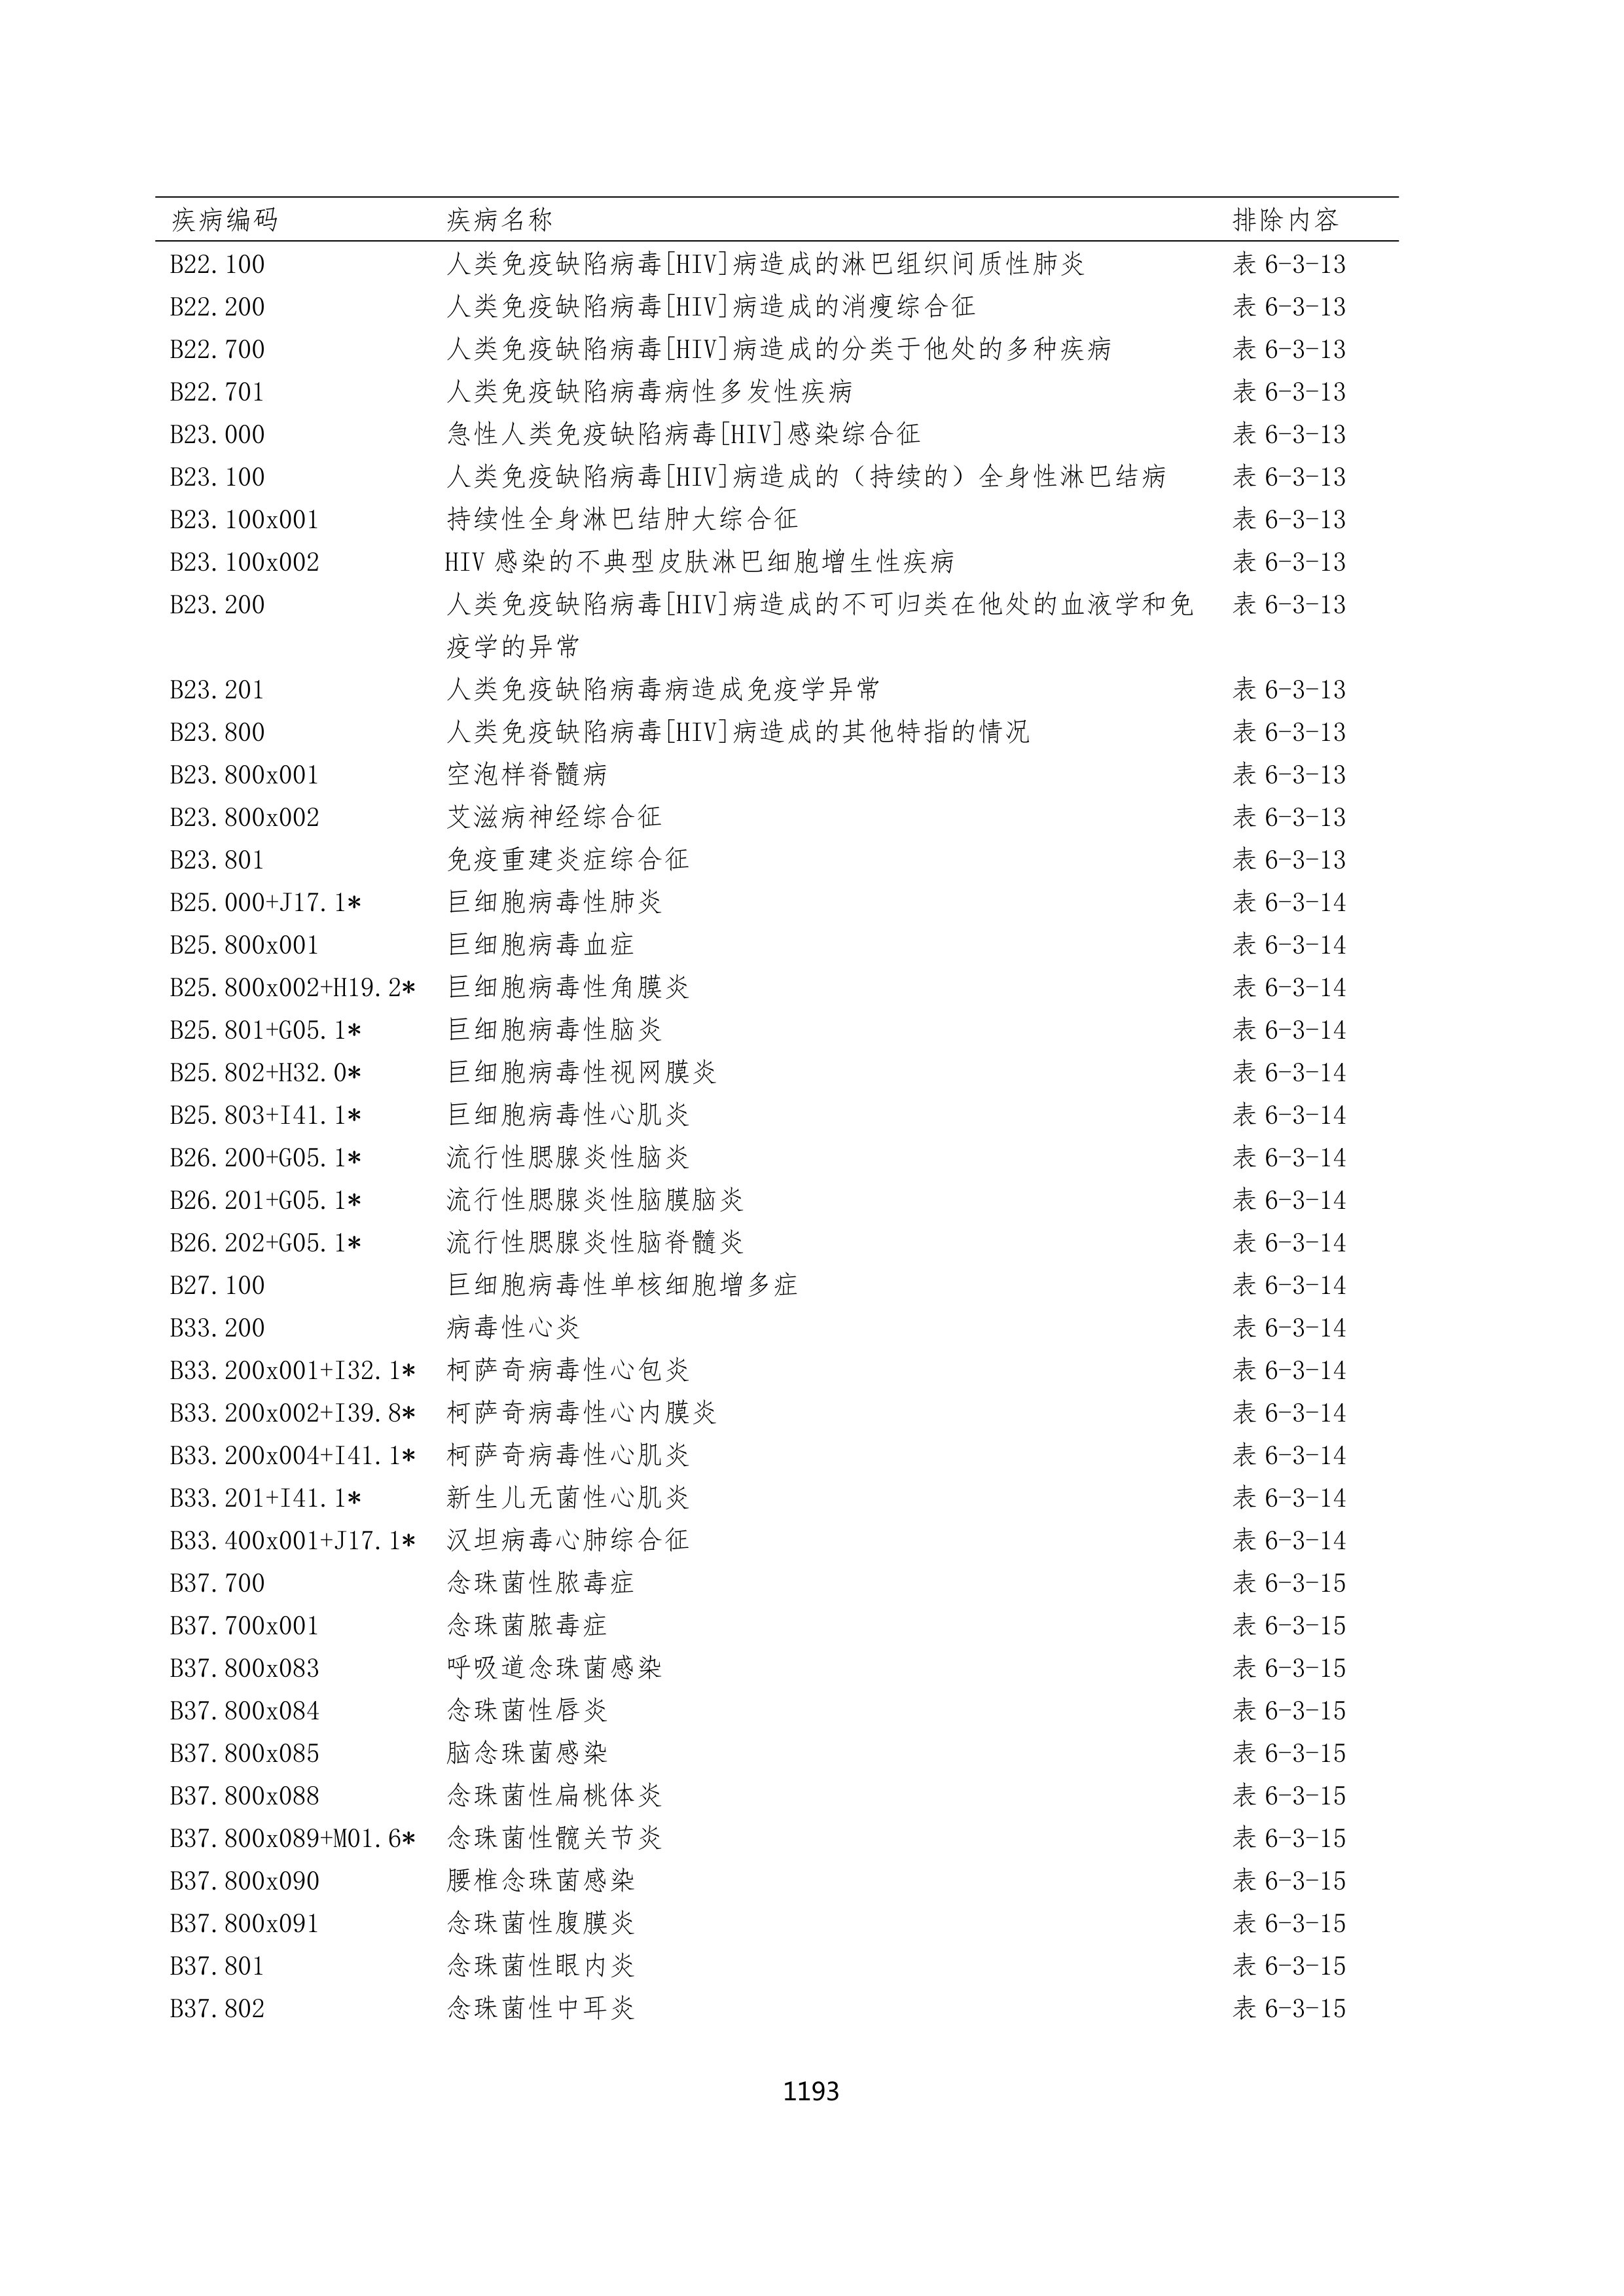 疾病编码 疾病名称 排除内容
B22.100 人类免疫缺陷病毒[HIV]病造成的淋巴组织间质性肺炎 表 6-3-13
B22.200 人类免疫缺陷病毒[HIV]病造成的消瘦综合征 表 6-3-13
B22.700 人类免疫缺陷病毒[HIV]病造成的分类于他处的多种疾病 表 6-3-13
B22.701 人类免疫缺陷病毒病性多发性疾病 表 6-3-13
B23.000 急性人类免疫缺陷病毒[HIV]感染综合征 表 6-3-13
B23.100 人类免疫缺陷病毒[HIV]病造成的（持续的）全身性淋巴结病 表 6-3-13
B23.100x001 持续性全身淋巴结肿大综合征 表 6-3-13
B23.100x002 HIV 感染的不典型皮肤淋巴细胞增生性疾病 表 6-3-13
B23.200 人类免疫缺陷病毒[HIV]病造成的不可归类在他处的血液学和免 表 6-3-13
疫学的异常
B23.201 人类免疫缺陷病毒病造成免疫学异常 表 6-3-13
B23.800 人类免疫缺陷病毒[HIV]病造成的其他特指的情况 表 6-3-13
B23.800x001 空泡样脊髓病 表 6-3-13
B23.800x002 艾滋病神经综合征 表 6-3-13
B23.801 免疫重建炎症综合征 表 6-3-13
B25.000+J17.1* 巨细胞病毒性肺炎 表 6-3-14
B25.800x001 巨细胞病毒血症 表 6-3-14
B25.800x002+H19.2* 巨细胞病毒性角膜炎 表 6-3-14
B25.801+G05.1* 巨细胞病毒性脑炎 表 6-3-14
B25.802+H32.0* 巨细胞病毒性视网膜炎 表 6-3-14
B25.803+I41.1* 巨细胞病毒性心肌炎 表 6-3-14
B26.200+G05.1* 流行性腮腺炎性脑炎 表 6-3-14
B26.201+G05.1* 流行性腮腺炎性脑膜脑炎 表 6-3-14
B26.202+G05.1* 流行性腮腺炎性脑脊髓炎 表 6-3-14
B27.100 巨细胞病毒性单核细胞增多症 表 6-3-14
B33.200 病毒性心炎 表 6-3-14
B33.200x001+I32.1* 柯萨奇病毒性心包炎 表 6-3-14
B33.200x002+I39.8* 柯萨奇病毒性心内膜炎 表 6-3-14
B33.200x004+I41.1* 柯萨奇病毒性心肌炎 表 6-3-14
B33.201+I41.1* 新生儿无菌性心肌炎 表 6-3-14
B33.400x001+J17.1* 汉坦病毒心肺综合征 表 6-3-14
B37.700 念珠菌性脓毒症 表 6-3-15
B37.700x001 念珠菌脓毒症 表 6-3-15
B37.800x083 呼吸道念珠菌感染 表 6-3-15
B37.800x084 念珠菌性唇炎 表 6-3-15
B37.800x085 脑念珠菌感染 表 6-3-15
B37.800x088 念珠菌性扁桃体炎 表 6-3-15
B37.800x089+M01.6* 念珠菌性髋关节炎 表 6-3-15
B37.800x090 腰椎念珠菌感染 表 6-3-15
B37.800x091 念珠菌性腹膜炎 表 6-3-15
B37.801 念珠菌性眼内炎 表 6-3-15
B37.802 念珠菌性中耳炎 表 6-3-15
1193